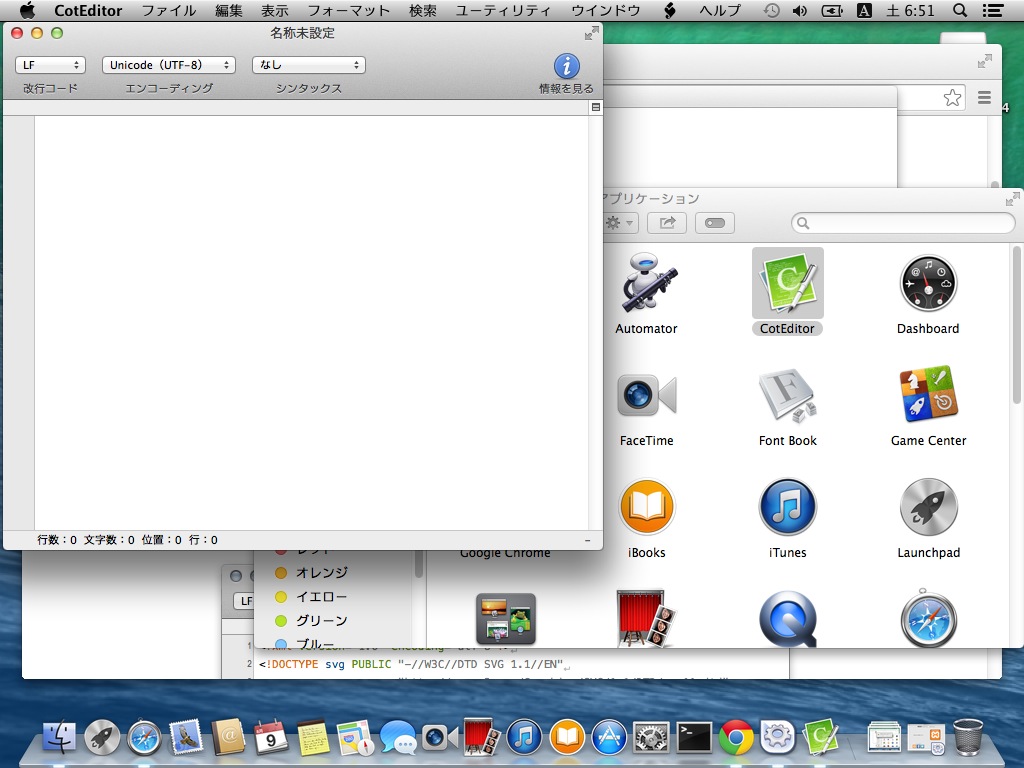 CotEditor ファイル 編集 表示 フォーマット 検索 ユーティリティ ウインドウ ヘルプ A 土 6:51
名称未設定
LF Unicode（UTF-8） なし
改行コード エンコーディング シンタックス 情報を見る
4
アプリケーション
Automator CotEditor Dashboard
FaceTime Font Book Game Center
Google Chrome iBooks iTunes Launchpad
行数：0 文字数：0 位置：0 行：0
レッド
オレンジ
イエロー
グリーン
ブルー
LF
2 <!DOCTYPE svg PUBLIC "-//W3C//DTD SVG 1.1//EN"
9